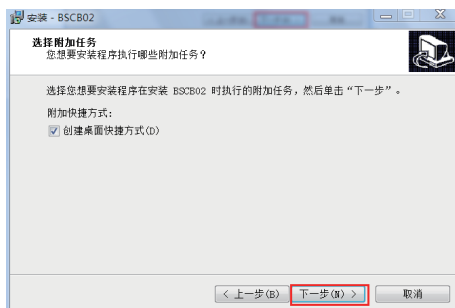 安装 - BSCB02
选择附加任务
您想要安装程序执行哪些附加任务？
选择您想要安装程序在安装 BSCB02 时执行的附加任务，然后单击“下一步”。
附加快捷方式:
创建桌面快捷方式(D)
< 上一步(B) 下一步(N) > 取消